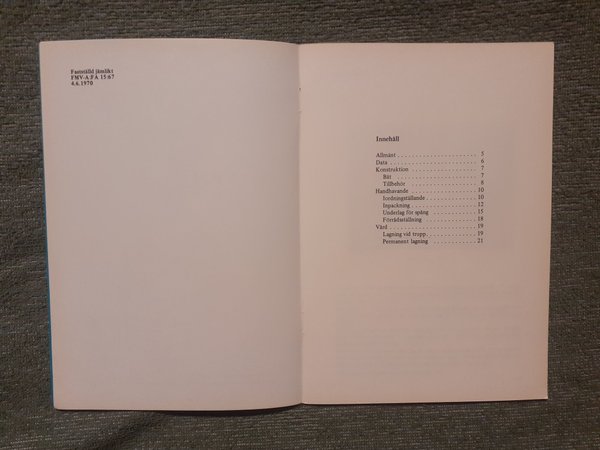 Fastställd jämlikt
FMV-A:FA 15:67
4.6.1970
Innehåll
Allmänt . . . . . . . . . . . . . . . . . . . . . . 5
Data . . . . . . . . . . . . . . . . . . . . . . . . 6
Konstruktion . . . . . . . . . . . . . . . . . . . 7
Båt . . . . . . . . . . . . . . . . . . . . . . . 7
Tillbehör . . . . . . . . . . . . . . . . . . . 8
Handhavande . . . . . . . . . . . . . . . . . . 10
Iordningställande . . . . . . . . . . . . . . 10
Inpackning . . . . . . . . . . . . . . . . . . 12
Underlag för spång . . . . . . . . . . . . . 15
Förrådsställning . . . . . . . . . . . . . . . 18
Vård . . . . . . . . . . . . . . . . . . . . . . . . 19
Lagning vid tropp . . . . . . . . . . . . . . 19
Permanent lagning . . . . . . . . . . . . . 21